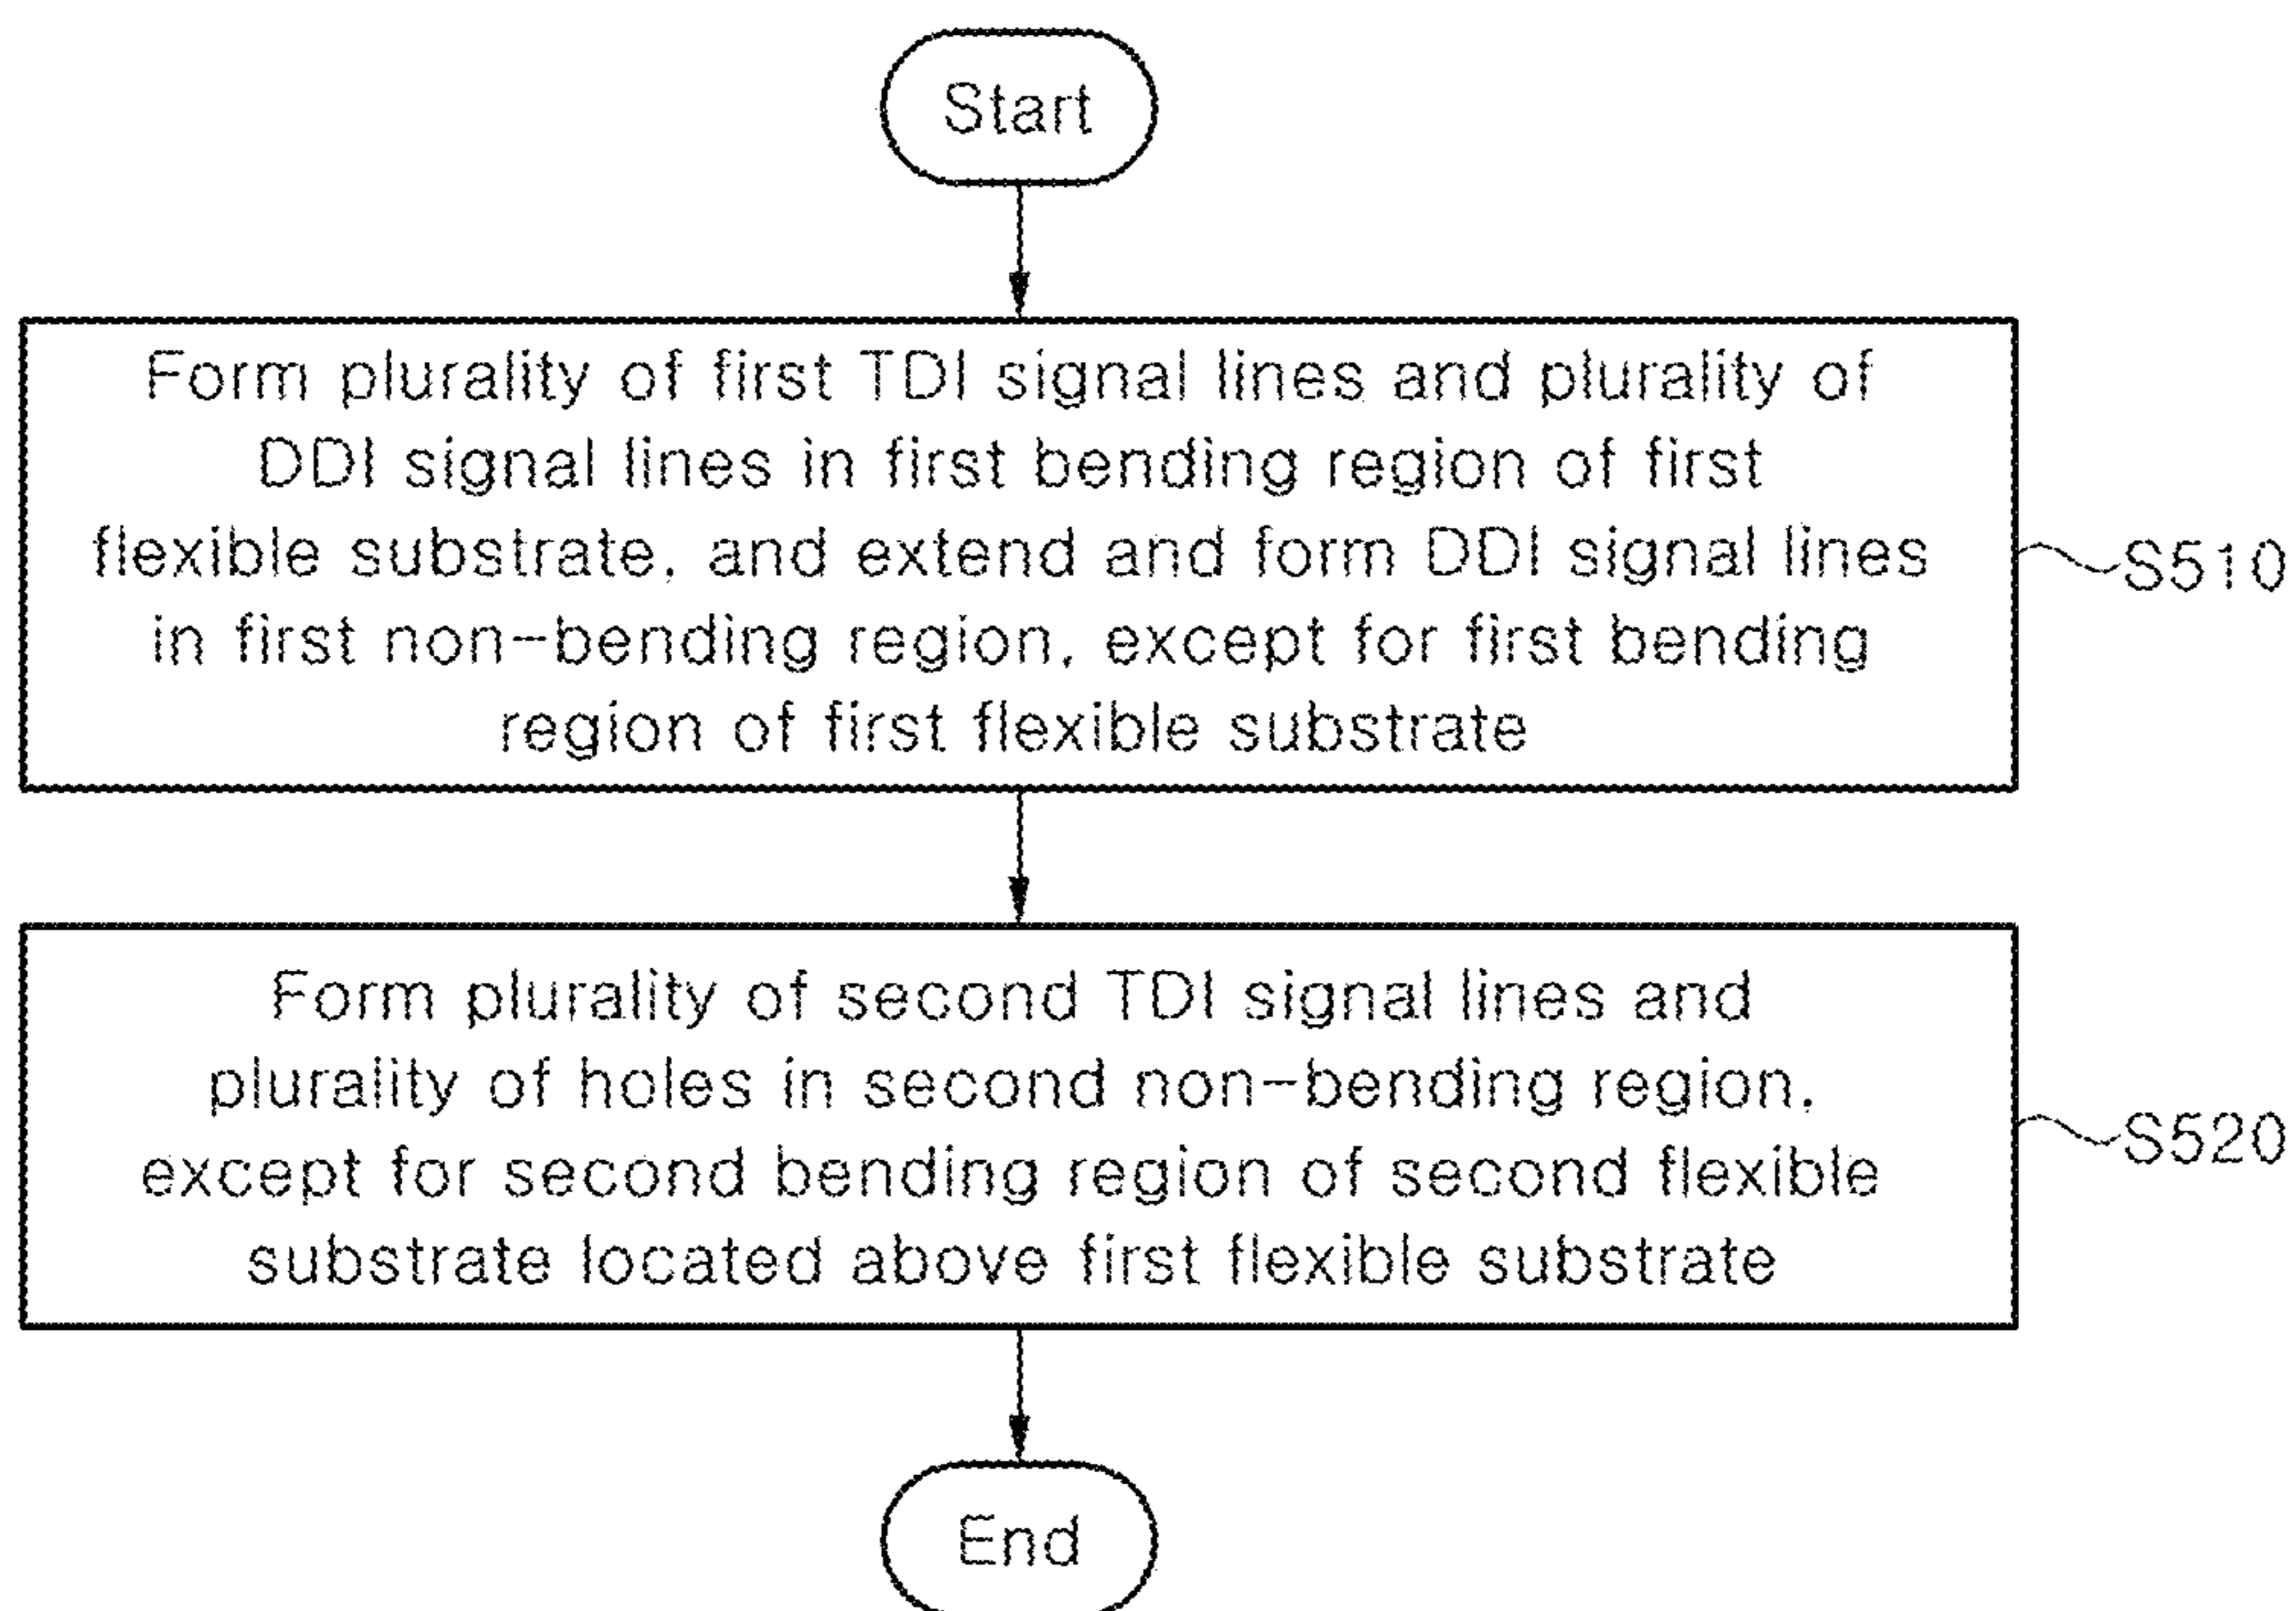 Start
Form plurality of first TDI signal lines and plurality of
DDI signal lines in first bending region of first
flexible substrate, and extend and form DDI signal lines
in first non-bending region, except for first bending
region of first flexible substrate
S510
Form plurality of second TDI signal lines and
plurality of holes in second non-bending region,
except for second bending region of second flexible
substrate located above first flexible substrate
S520
End